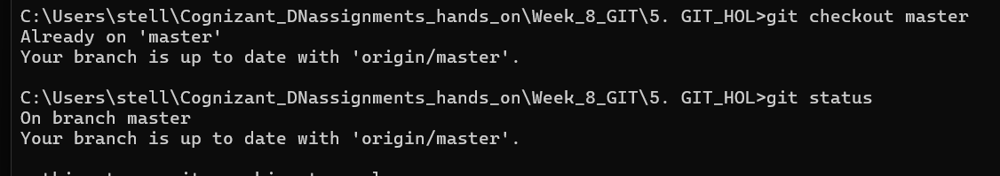 C:\Users\stell\Cognizant_DNassignments_hands_on\Week_8_GIT\5. GIT_HOL>git checkout master
Already on 'master'
Your branch is up to date with 'origin/master'.
C:\Users\stell\Cognizant_DNassignments_hands_on\Week_8_GIT\5. GIT_HOL>git status
On branch master
Your branch is up to date with 'origin/master'.